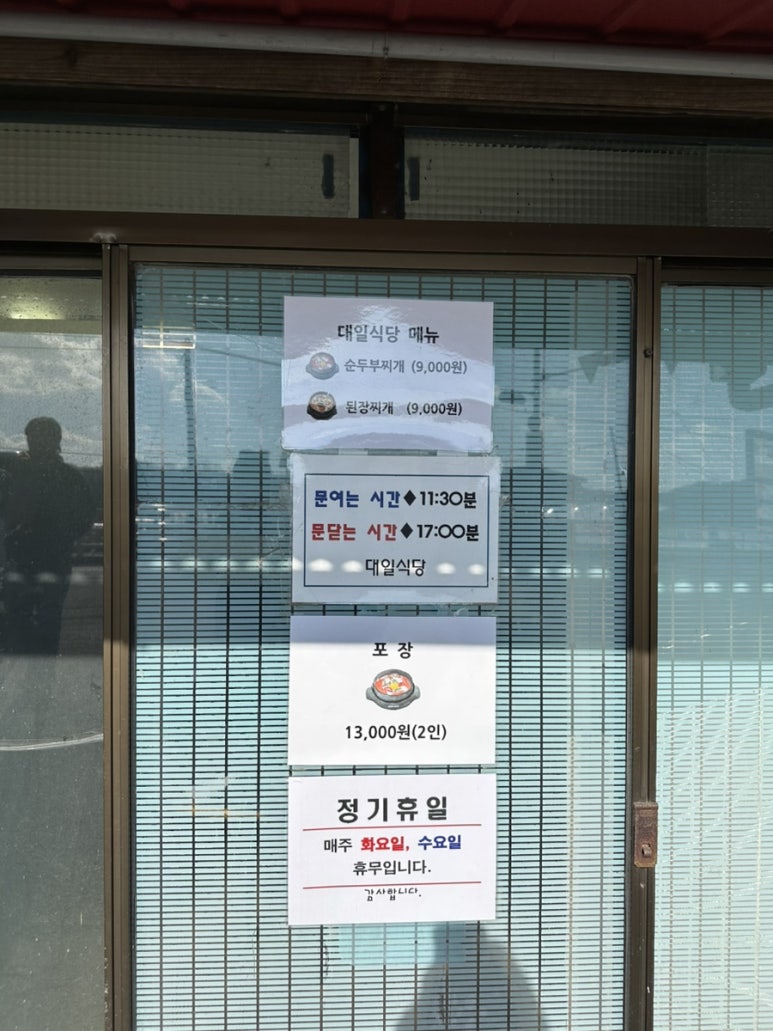 대일식당 메뉴
순두부찌개 (9,000원)
된장찌개 (9,000원)
문여는 시간◆11:30분
문닫는 시간◆17:00분
대일식당
포 장
13,000원(2인)
정기휴일
매주 화요일, 수요일
휴무입니다.
감사합니다.